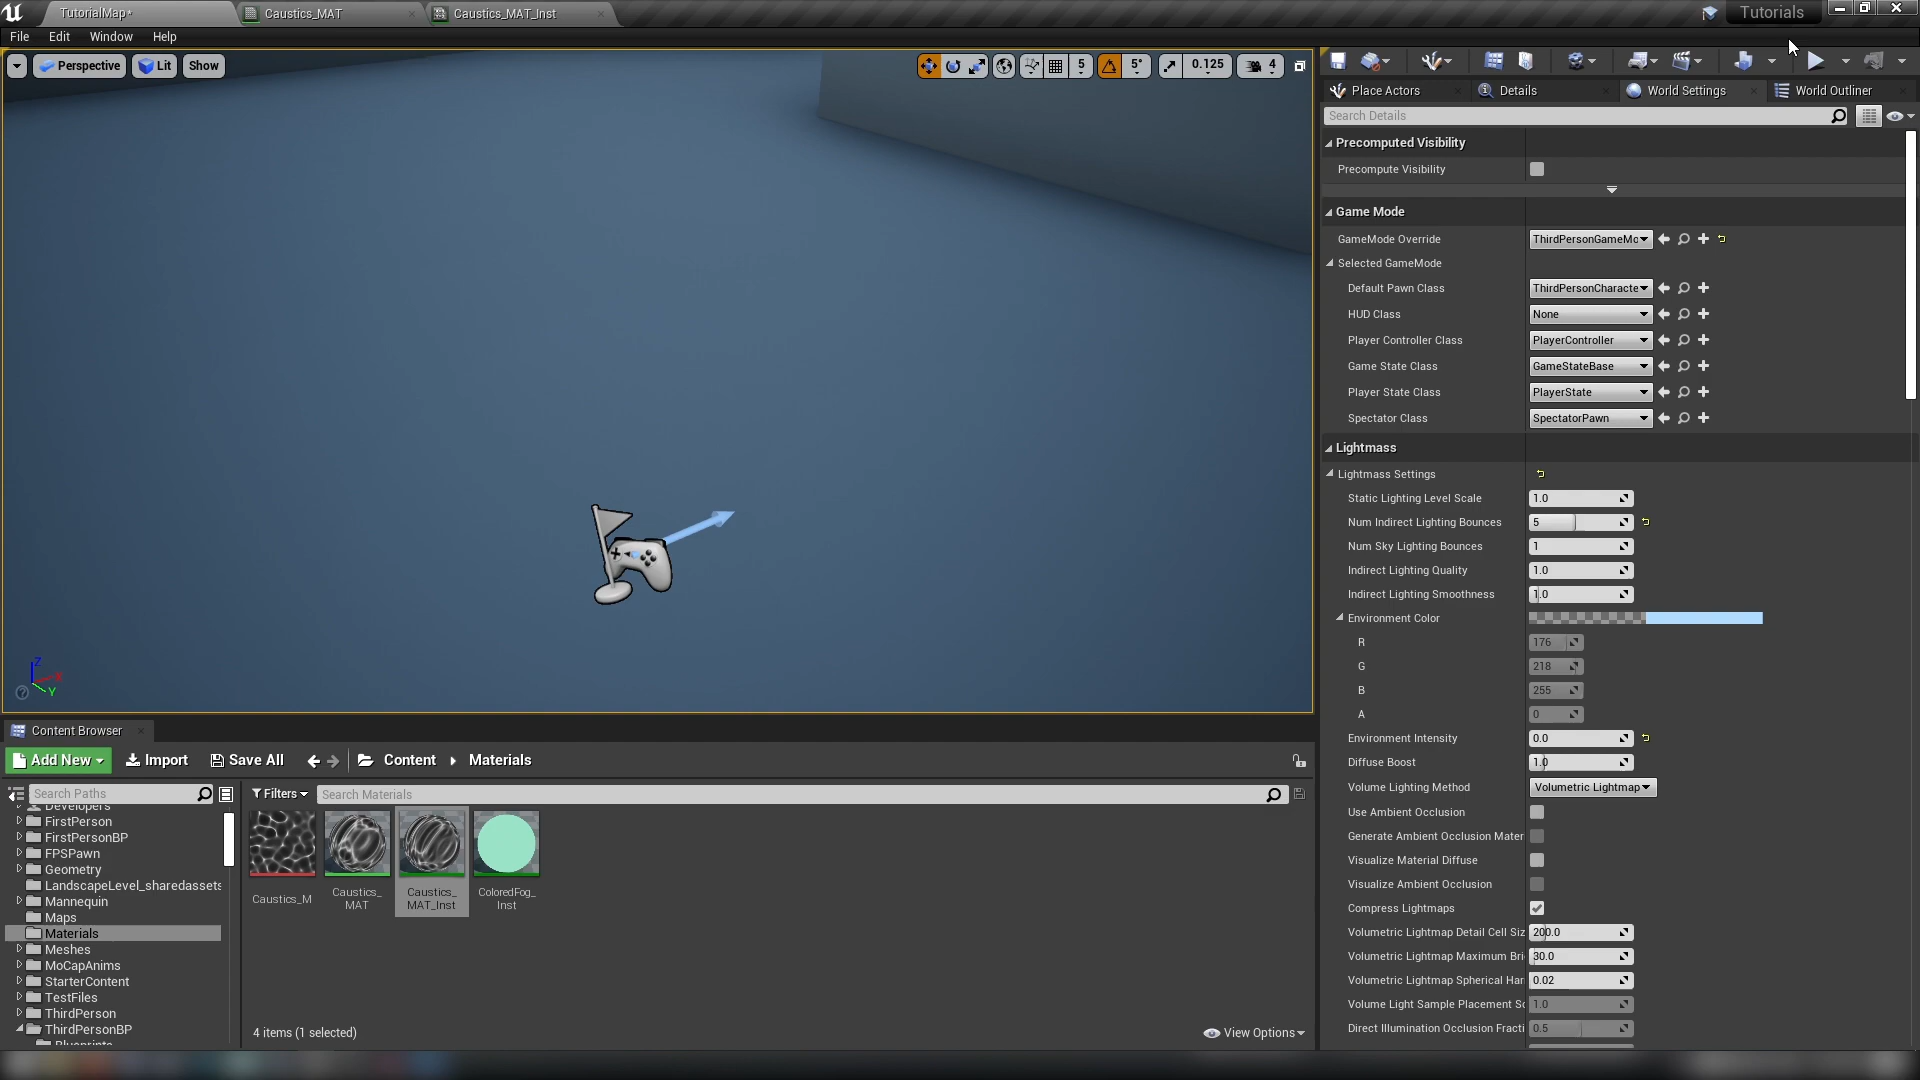 TutorialMap*
Caustics_MAT
Caustics_MAT_Inst
Tutorials
File
Edit
Window
Help
Perspective
Lit
Show
5
5°
0.125
4
Place Actors
Details
World Settings
World Outliner
Search Details
Precomputed Visibility
Precompute Visibility
Game Mode
GameMode Override
ThirdPersonGameMo
Selected GameMode
Default Pawn Class
ThirdPersonCharacte
HUD Class
None
Player Controller Class
PlayerController
Game State Class
GameStateBase
Player State Class
PlayerState
Spectator Class
SpectatorPawn
Lightmass
Lightmass Settings
Static Lighting Level Scale
1.0
Num Indirect Lighting Bounces
5
Num Sky Lighting Bounces
1
Indirect Lighting Quality
1.0
Indirect Lighting Smoothness
1.0
Environment Color
R
176
G
218
B
255
A
0
Environment Intensity
0.0
Diffuse Boost
1.0
Volume Lighting Method
Volumetric Lightmap
Use Ambient Occlusion
Generate Ambient Occlusion Mater
Visualize Material Diffuse
Visualize Ambient Occlusion
Compress Lightmaps
Volumetric Lightmap Detail Cell Siz
200.0
Volumetric Lightmap Maximum Bri
30.0
Volumetric Lightmap Spherical Har
0.02
Volume Light Sample Placement Sc
1.0
Direct Illumination Occlusion Fracti
0.5
Z
X
Y
Content Browser
Add New
Import
Save All
Content
Materials
Search Paths
Filters
Search Materials
Developers
FirstPerson
FirstPersonBP
FPSPawn
Geometry
LandscapeLevel_sharedassets
Mannequin
Maps
Materials
Meshes
MoCapAnims
StarterContent
TestFiles
ThirdPerson
ThirdPersonBP
Blueprints
Caustics_M
Caustics_
MAT
Caustics_
MAT_Inst
ColoredFog_
Inst
4 items (1 selected)
View Options